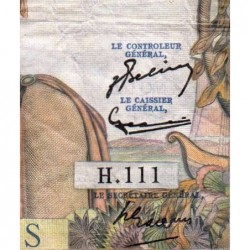 LE CONTROLEUR
GÉNÉRAL,
LE CAISSIER
GÉNÉRAL,
H.111
LE SECRÉTAIRE GÉNÉRAL,
S